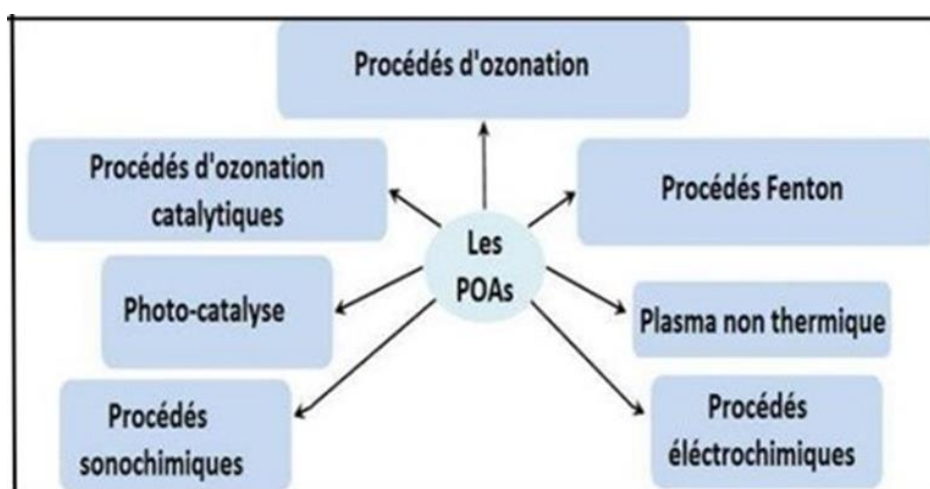 Procédés d'ozonation
Procédés d'ozonation
catalytiques
Procédés Fenton
Les
POAs
Photo-catalyse
Plasma non thermique
Procédés
sonochimiques
Procédés
éléctrochimiques